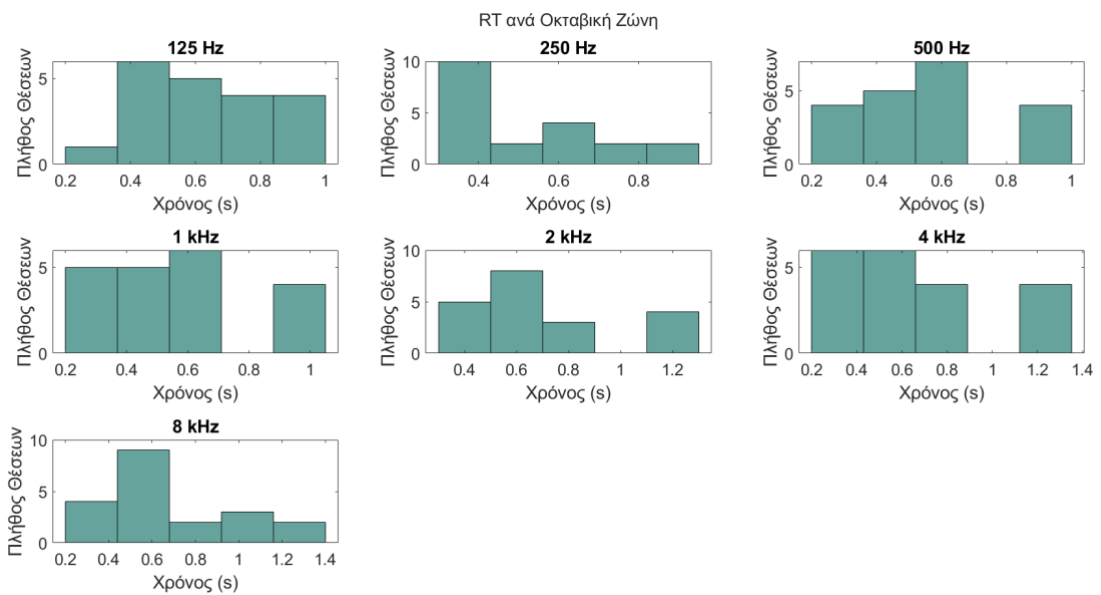 RT ανά Οκταβική Ζώνη
125 Hz
Πλήθος Θέσεων
5
0
0.2 0.4 0.6 0.8 1
Χρόνος (s)
250 Hz
Πλήθος Θέσεων
10
5
0
0.4 0.6 0.8
Χρόνος (s)
500 Hz
Πλήθος Θέσεων
5
0
0.2 0.4 0.6 0.8 1
Χρόνος (s)
1 kHz
Πλήθος Θέσεων
5
0
0.2 0.4 0.6 0.8 1
Χρόνος (s)
2 kHz
Πλήθος Θέσεων
10
5
0
0.4 0.6 0.8 1 1.2
Χρόνος (s)
4 kHz
Πλήθος Θέσεων
5
0
0.2 0.4 0.6 0.8 1 1.2 1.4
Χρόνος (s)
8 kHz
Πλήθος Θέσεων
10
5
0
0.2 0.4 0.6 0.8 1 1.2 1.4
Χρόνος (s)